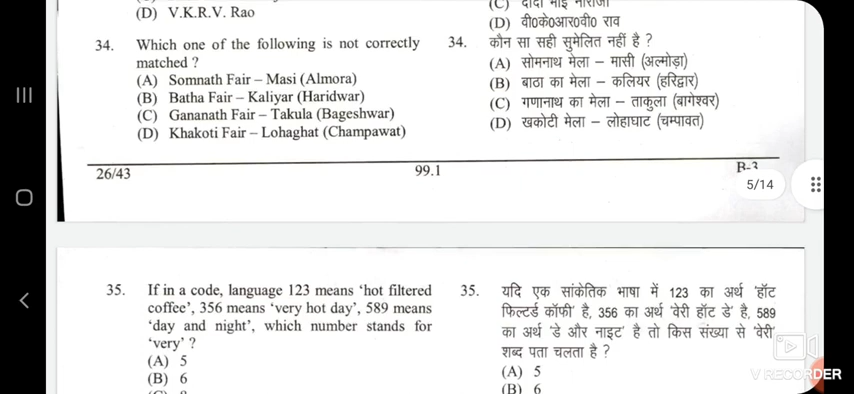 (D) V.K.R.V. Rao
34. Which one of the following is not correctly
matched ?
(A) Somnath Fair – Masi (Almora)
(B) Batha Fair – Kaliyar (Haridwar)
(C) Gananath Fair – Takula (Bageshwar)
(D) Khakoti Fair – Lohaghat (Champawat)
(C) दादा भाई नौरोजी
(D) वी0के0आर0वी0 राव
34. कौन सा सही सुमेलित नहीं है ?
(A) सोमनाथ मेला – मासी (अल्मोड़ा)
(B) बाठा का मेला – कलियर (हरिद्वार)
(C) गणानाथ का मेला – ताकुला (बागेश्वर)
(D) खकोटी मेला – लोहाघाट (चम्पावत)
26/43 99.1 B-3
5/14
35. If in a code, language 123 means ‘hot filtered
coffee’, 356 means ‘very hot day’, 589 means
‘day and night’, which number stands for
‘very’ ?
(A) 5
(B) 6
35. यदि एक सांकेतिक भाषा में 123 का अर्थ ‘हॉट
फिल्टर्ड कॉफी’ है, 356 का अर्थ ‘वेरी हॉट डे’ है, 589
का अर्थ ‘डे और नाइट’ है तो किस संख्या से ‘वेरी’
शब्द पता चलता है ?
(A) 5
(B) 6
V RECORDER